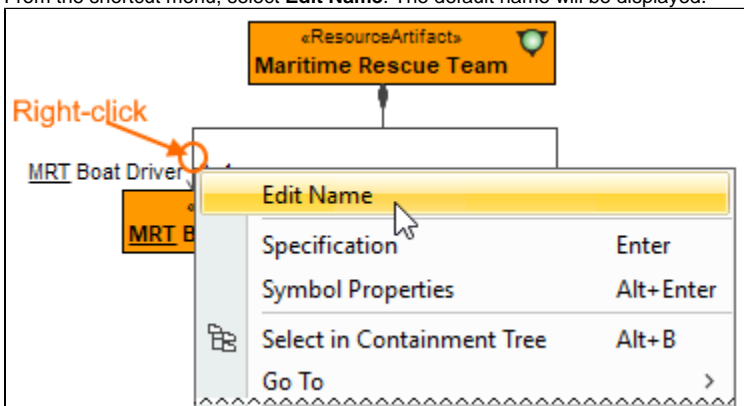 From the shortcut menu, select Edit Name. The default name will be displayed.
«ResourceArtifact»
Maritime Rescue Team
Right-click
MRT Boat Driver
MRT B
Edit Name
Specification Enter
Symbol Properties Alt+Enter
Select in Containment Tree Alt+B
Go To >